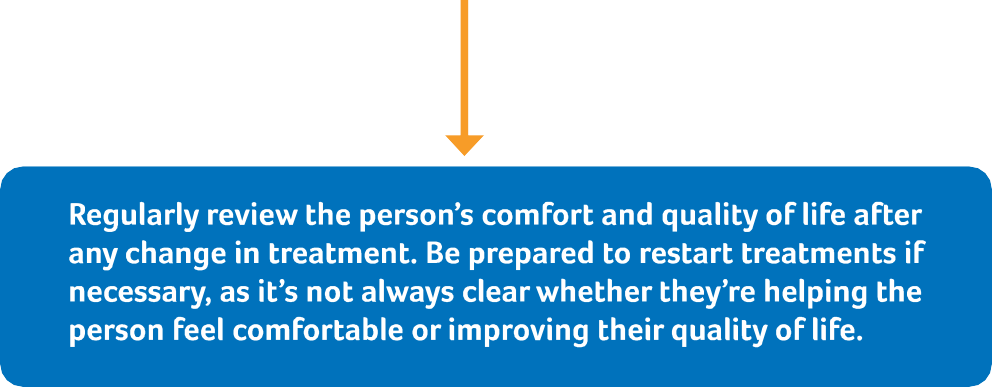 Regularly review the person’s comfort and quality of life after
any change in treatment. Be prepared to restart treatments if
necessary, as it’s not always clear whether they’re helping the
person feel comfortable or improving their quality of life.